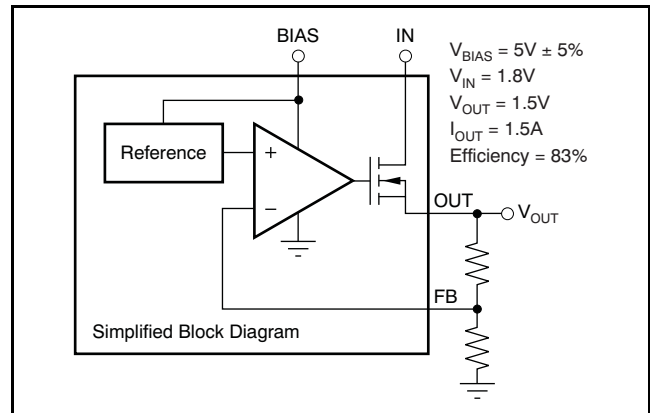 BIAS
IN
V_BIAS = 5V ± 5%
V_IN = 1.8V
V_OUT = 1.5V
I_OUT = 1.5A
Efficiency = 83%
Reference
+
−
OUT
V_OUT
FB
Simplified Block Diagram